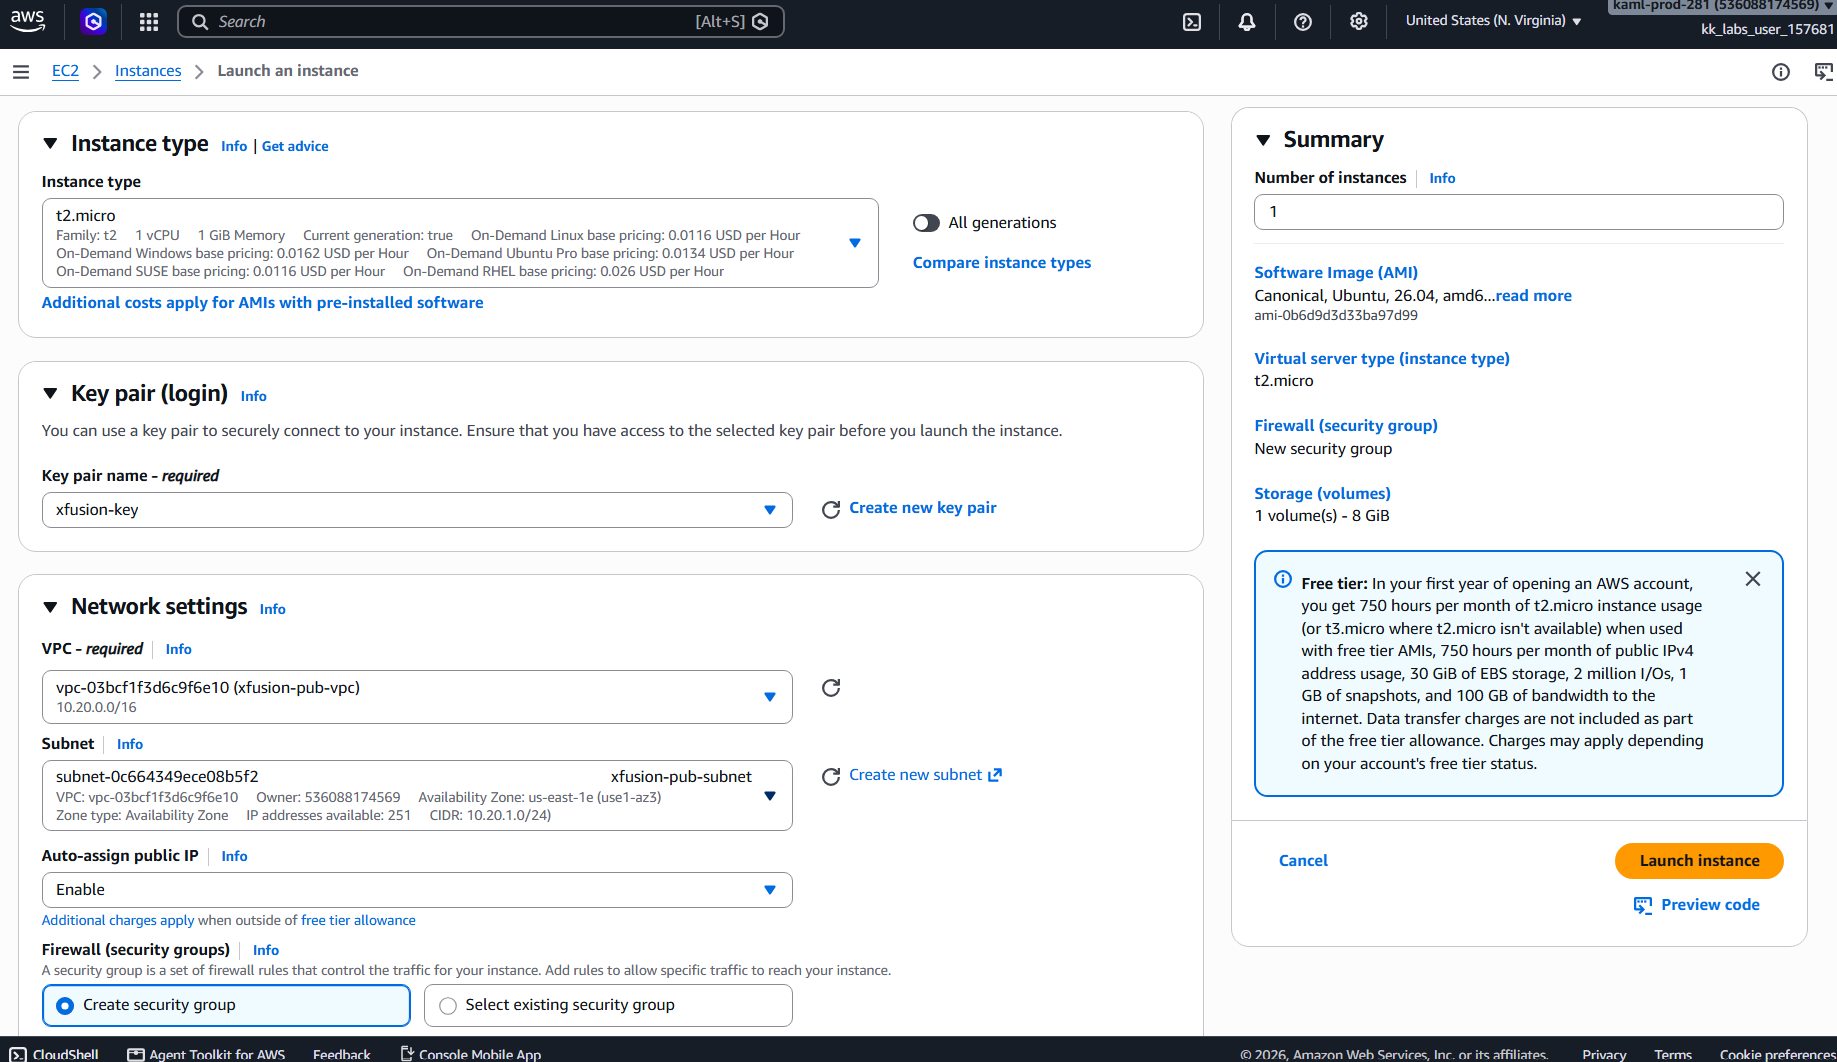 aws
Search
[Alt+S]
United States (N. Virginia)
kaml-prod-281 (536088174569)
kk_labs_user_157681
EC2
Instances
Launch an instance
Instance type
Info | Get advice
Instance type
t2.micro
Family: t2 1 vCPU 1 GiB Memory Current generation: true On-Demand Linux base pricing: 0.0116 USD per Hour
On-Demand Windows base pricing: 0.0162 USD per Hour On-Demand Ubuntu Pro base pricing: 0.0134 USD per Hour
On-Demand SUSE base pricing: 0.0116 USD per Hour On-Demand RHEL base pricing: 0.026 USD per Hour
All generations
Compare instance types
Additional costs apply for AMIs with pre-installed software
Key pair (login) Info
You can use a key pair to securely connect to your instance. Ensure that you have access to the selected key pair before you launch the instance.
Key pair name - required
xfusion-key
Create new key pair
Network settings Info
VPC - required Info
vpc-03bcf1f3d6c9f6e10 (xfusion-pub-vpc)
10.20.0.0/16
Subnet Info
subnet-0c664349ece08b5f2 xfusion-pub-subnet
VPC: vpc-03bcf1f3d6c9f6e10 Owner: 536088174569 Availability Zone: us-east-1e (use1-az3)
Zone type: Availability Zone IP addresses available: 251 CIDR: 10.20.1.0/24)
Create new subnet
Auto-assign public IP Info
Enable
Additional charges apply when outside of free tier allowance
Firewall (security groups) Info
A security group is a set of firewall rules that control the traffic for your instance. Add rules to allow specific traffic to reach your instance.
Create security group
Select existing security group
Summary
Number of instances Info
1
Software Image (AMI)
Canonical, Ubuntu, 26.04, amd6...read more
ami-0b6d9d3d33ba97d99
Virtual server type (instance type)
t2.micro
Firewall (security group)
New security group
Storage (volumes)
1 volume(s) - 8 GiB
Free tier: In your first year of opening an AWS account,
you get 750 hours per month of t2.micro instance usage
(or t3.micro where t2.micro isn't available) when used
with free tier AMIs, 750 hours per month of public IPv4
address usage, 30 GiB of EBS storage, 2 million I/Os, 1
GB of snapshots, and 100 GB of bandwidth to the
internet. Data transfer charges are not included as part
of the free tier allowance. Charges may apply depending
on your account's free tier status.
Cancel
Launch instance
Preview code
CloudShell
Agent Toolkit for AWS
Feedback
Console Mobile App
© 2026, Amazon Web Services, Inc. or its affiliates.
Privacy
Terms
Cookie preferences